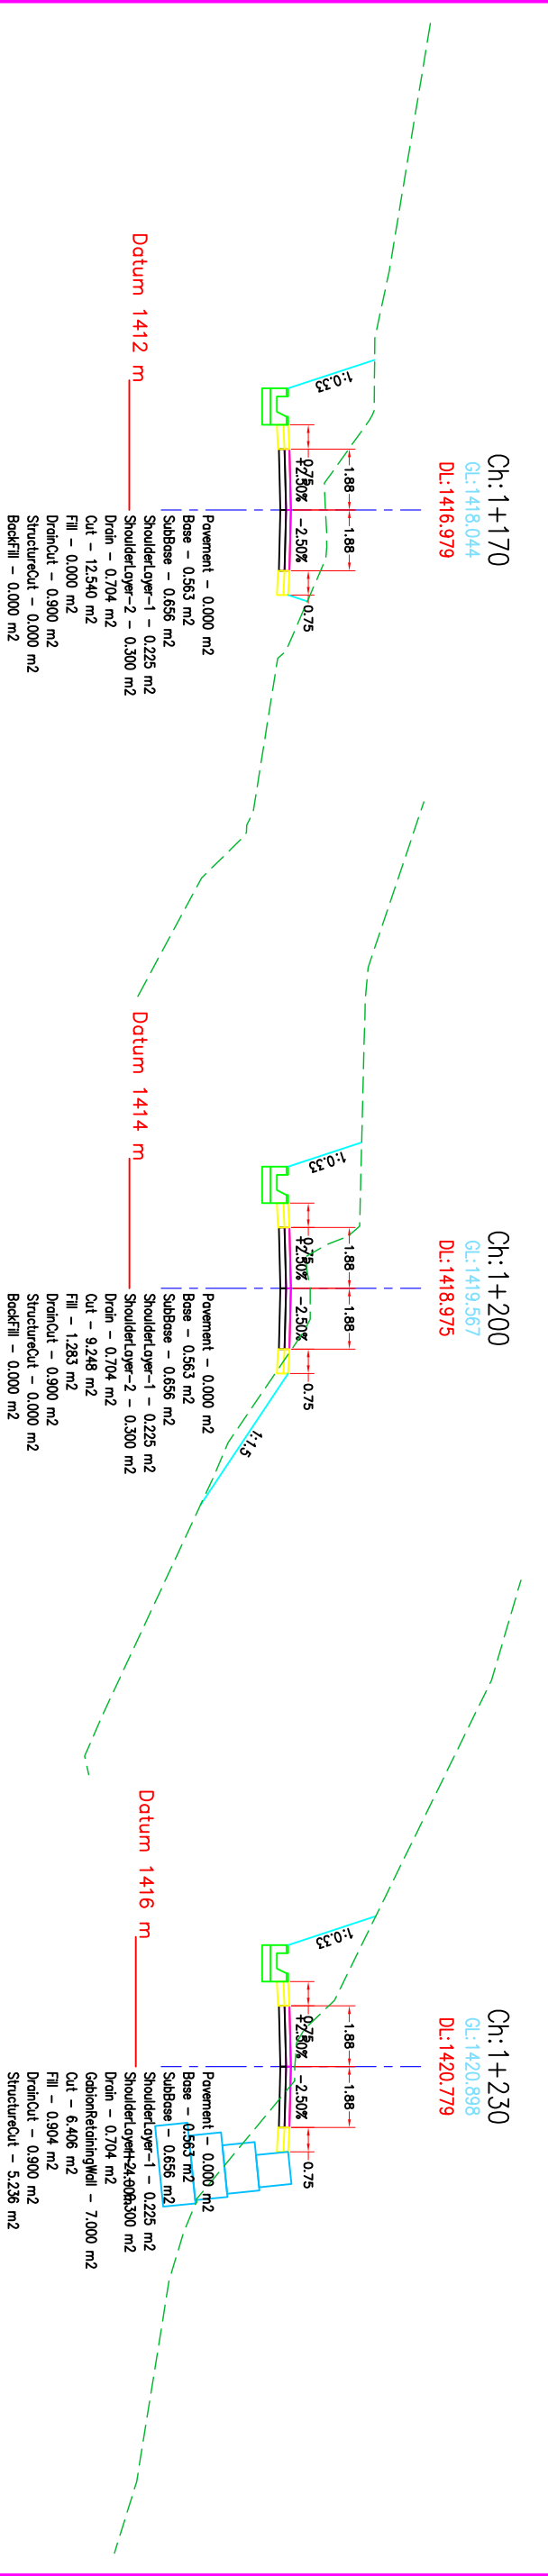 Ch:1+170
GL:1418.044
DL:1416.979
1:0.33
1.88
1.88
0.75
+2.50%
-2.50%
0.75
Datum 1412 m
Pavement - 0.000 m2
Base - 0.563 m2
SubBase - 0.656 m2
ShoulderLayer-1 - 0.225 m2
ShoulderLayer-2 - 0.300 m2
Drain - 0.704 m2
Cut - 12.540 m2
Fill - 0.000 m2
DrainCut - 0.900 m2
StructureCut - 0.000 m2
BackFill - 0.000 m2
Ch:1+200
GL:1419.567
DL:1418.975
1:0.33
1.88
1.88
0.75
+2.50%
-2.50%
0.75
1:1.5
Datum 1414 m
Pavement - 0.000 m2
Base - 0.563 m2
SubBase - 0.656 m2
ShoulderLayer-1 - 0.225 m2
ShoulderLayer-2 - 0.300 m2
Drain - 0.704 m2
Cut - 9.248 m2
Fill - 1.283 m2
DrainCut - 0.900 m2
StructureCut - 0.000 m2
BackFill - 0.000 m2
Ch:1+230
GL:1420.898
DL:1420.779
1:0.33
1.88
1.88
0.75
+2.50%
-2.50%
0.75
Datum 1416 m
Pavement - 0.000 m2
Base - 0.563 m2
SubBase - 0.656 m2
ShoulderLayer-1 - 0.225 m2
Drain - 0.704 m2
GabionRetainingWall - 7.000 m2
Cut - 6.406 m2
Fill - 0.904 m2
DrainCut - 0.900 m2
StructureCut - 5.236 m2